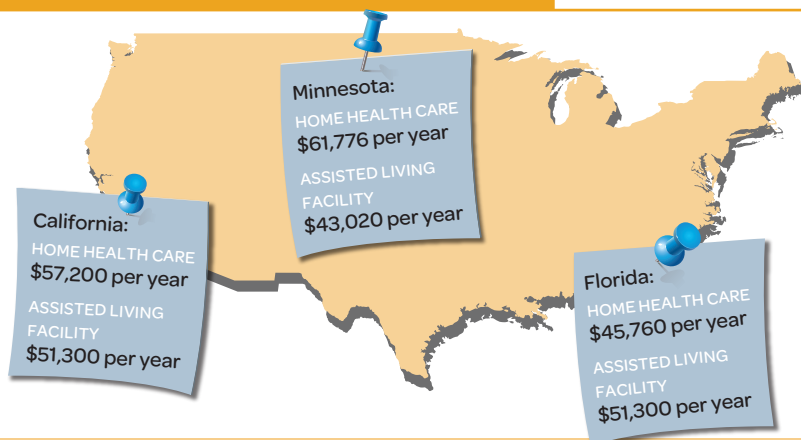 Minnesota:
HOME HEALTH CARE
$61,776 per year
ASSISTED LIVING
FACILITY
$43,020 per year
California:
HOME HEALTH CARE
$57,200 per year
ASSISTED LIVING
FACILITY
$51,300 per year
Florida:
HOME HEALTH CARE
$45,760 per year
ASSISTED LIVING
FACILITY
$51,300 per year